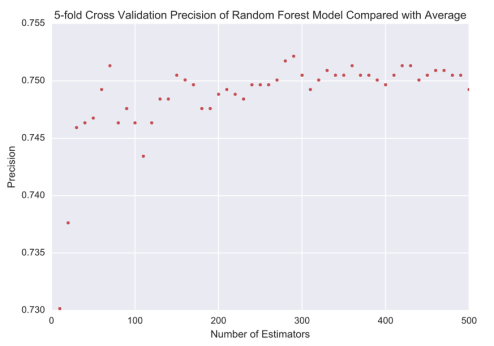 5-fold Cross Validation Precision of Random Forest Model Compared with Average
0.755
0.750
0.745
0.740
0.735
0.730
Precision
0 100 200 300 400 500
Number of Estimators